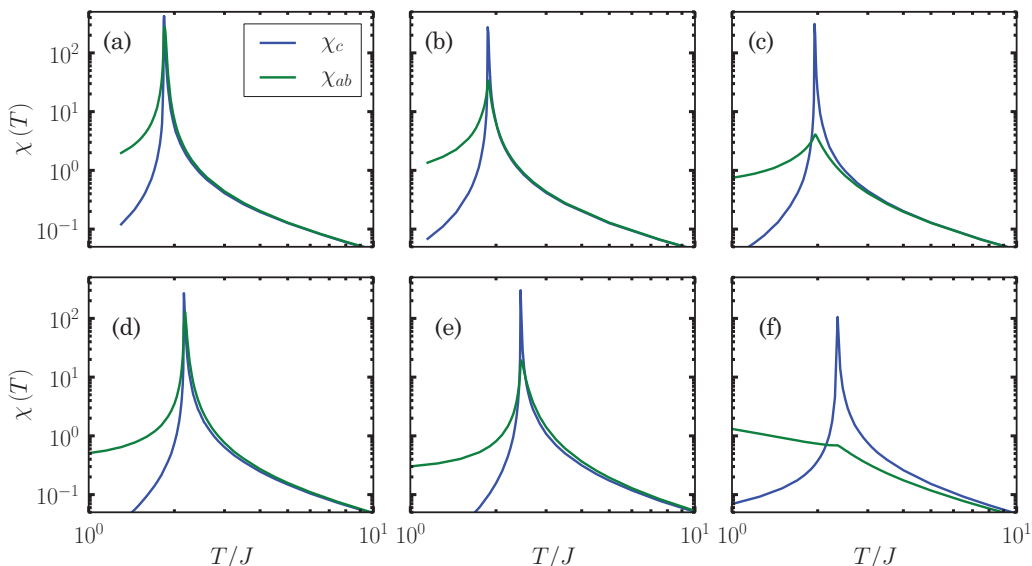 (a)
χ_c
χ_ab
(b)
(c)
χ(T)
10^2
10^1
10^0
10^-1
(d)
(e)
(f)
χ(T)
10^2
10^1
10^0
10^-1
10^0 10^1 10^0 10^1 10^0 10^1
T/J T/J T/J